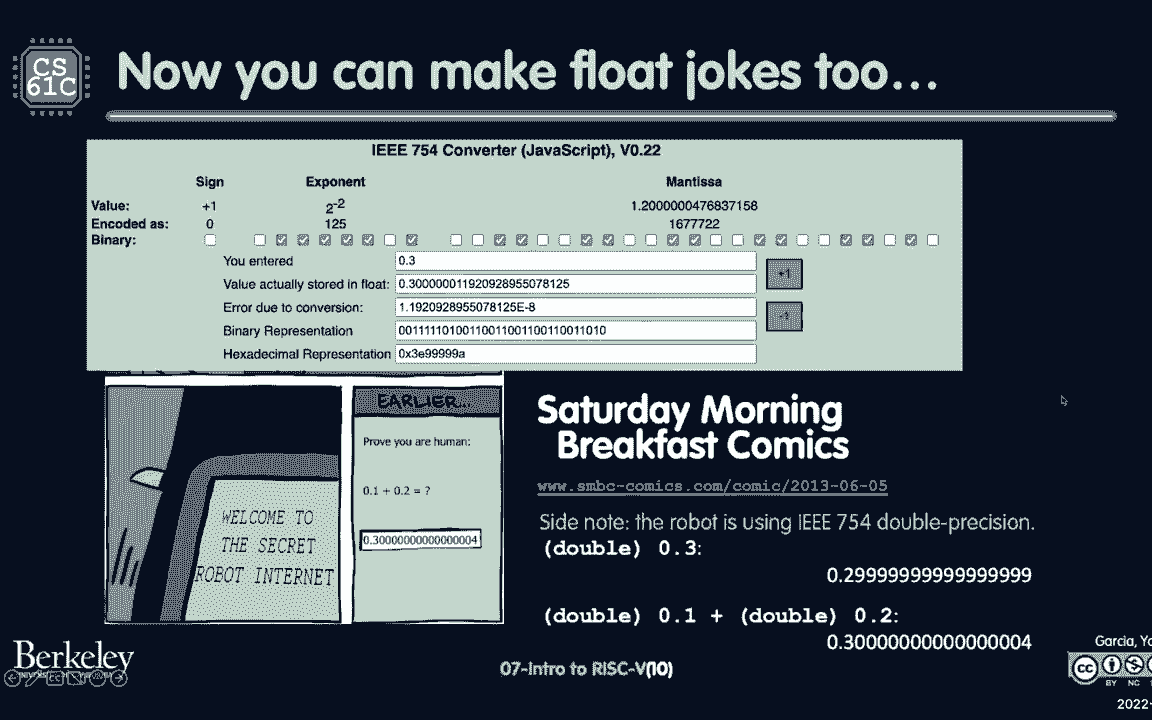 CS
61C
Now you can make float jokes too...
IEEE 754 Converter (JavaScript), V0.22
Sign Exponent Mantissa
Value: +1 2-2 1.2000000476837158
Encoded as: 0 125 1677722
Binary:
You entered 0.3
+1
Value actually stored in float: 0.300000011920928955078125
Error due to conversion: 1.1920928955078125E-8
-1
Binary Representation 00111110100110011001100110011010
Hexadecimal Representation 0x3e99999a
EARLIER...
Prove you are human:
0.1 + 0.2 = ?
0.30000000000000004
WELCOME TO
THE SECRET
ROBOT INTERNET
Saturday Morning
Breakfast Comics
www.smbc-comics.com/comic/2013-06-05
Side note: the robot is using IEEE 754 double-precision.
(double) 0.3:
0.29999999999999999
(double) 0.1 + (double) 0.2:
0.30000000000000004
Berkeley
07-Intro to RISC-V(10)
Garcia,
cc
BY NC
2022-